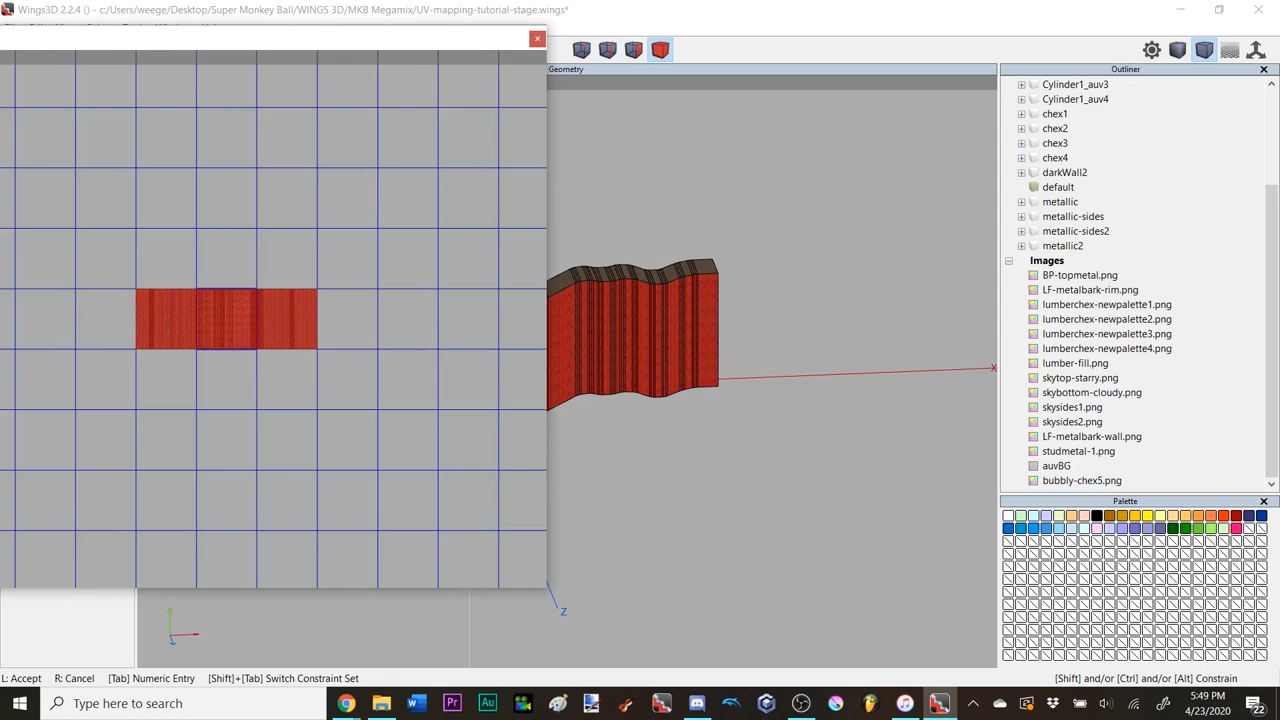 Wings3D 2.2.4 () - c:/Users/weege/Desktop/Super Monkey Ball/WINGS 3D/MKB Megamix/UV-mapping-tutorial-stage.wings*
Geometry
Outliner
Cylinder1_auv3
Cylinder1_auv4
chex1
chex2
chex3
chex4
darkWall2
default
metallic
metallic-sides
metallic-sides2
metallic2
Images
BP-topmetal.png
LF-metalbark-rim.png
lumberchex-newpalette1.png
lumberchex-newpalette2.png
lumberchex-newpalette3.png
lumberchex-newpalette4.png
lumber-fill.png
skytop-starry.png
skybottom-cloudy.png
skysides1.png
skysides2.png
LF-metalbark-wall.png
studmetal-1.png
auvBG
bubbly-chex5.png
Palette
X
Z
L: Accept R: Cancel [Tab] Numeric Entry [Shift]+[Tab] Switch Constraint Set
[Shift] and/or [Ctrl] and/or [Alt] Constrain
Type here to search
W
Pr
Au
5:49 PM
4/23/2020
22